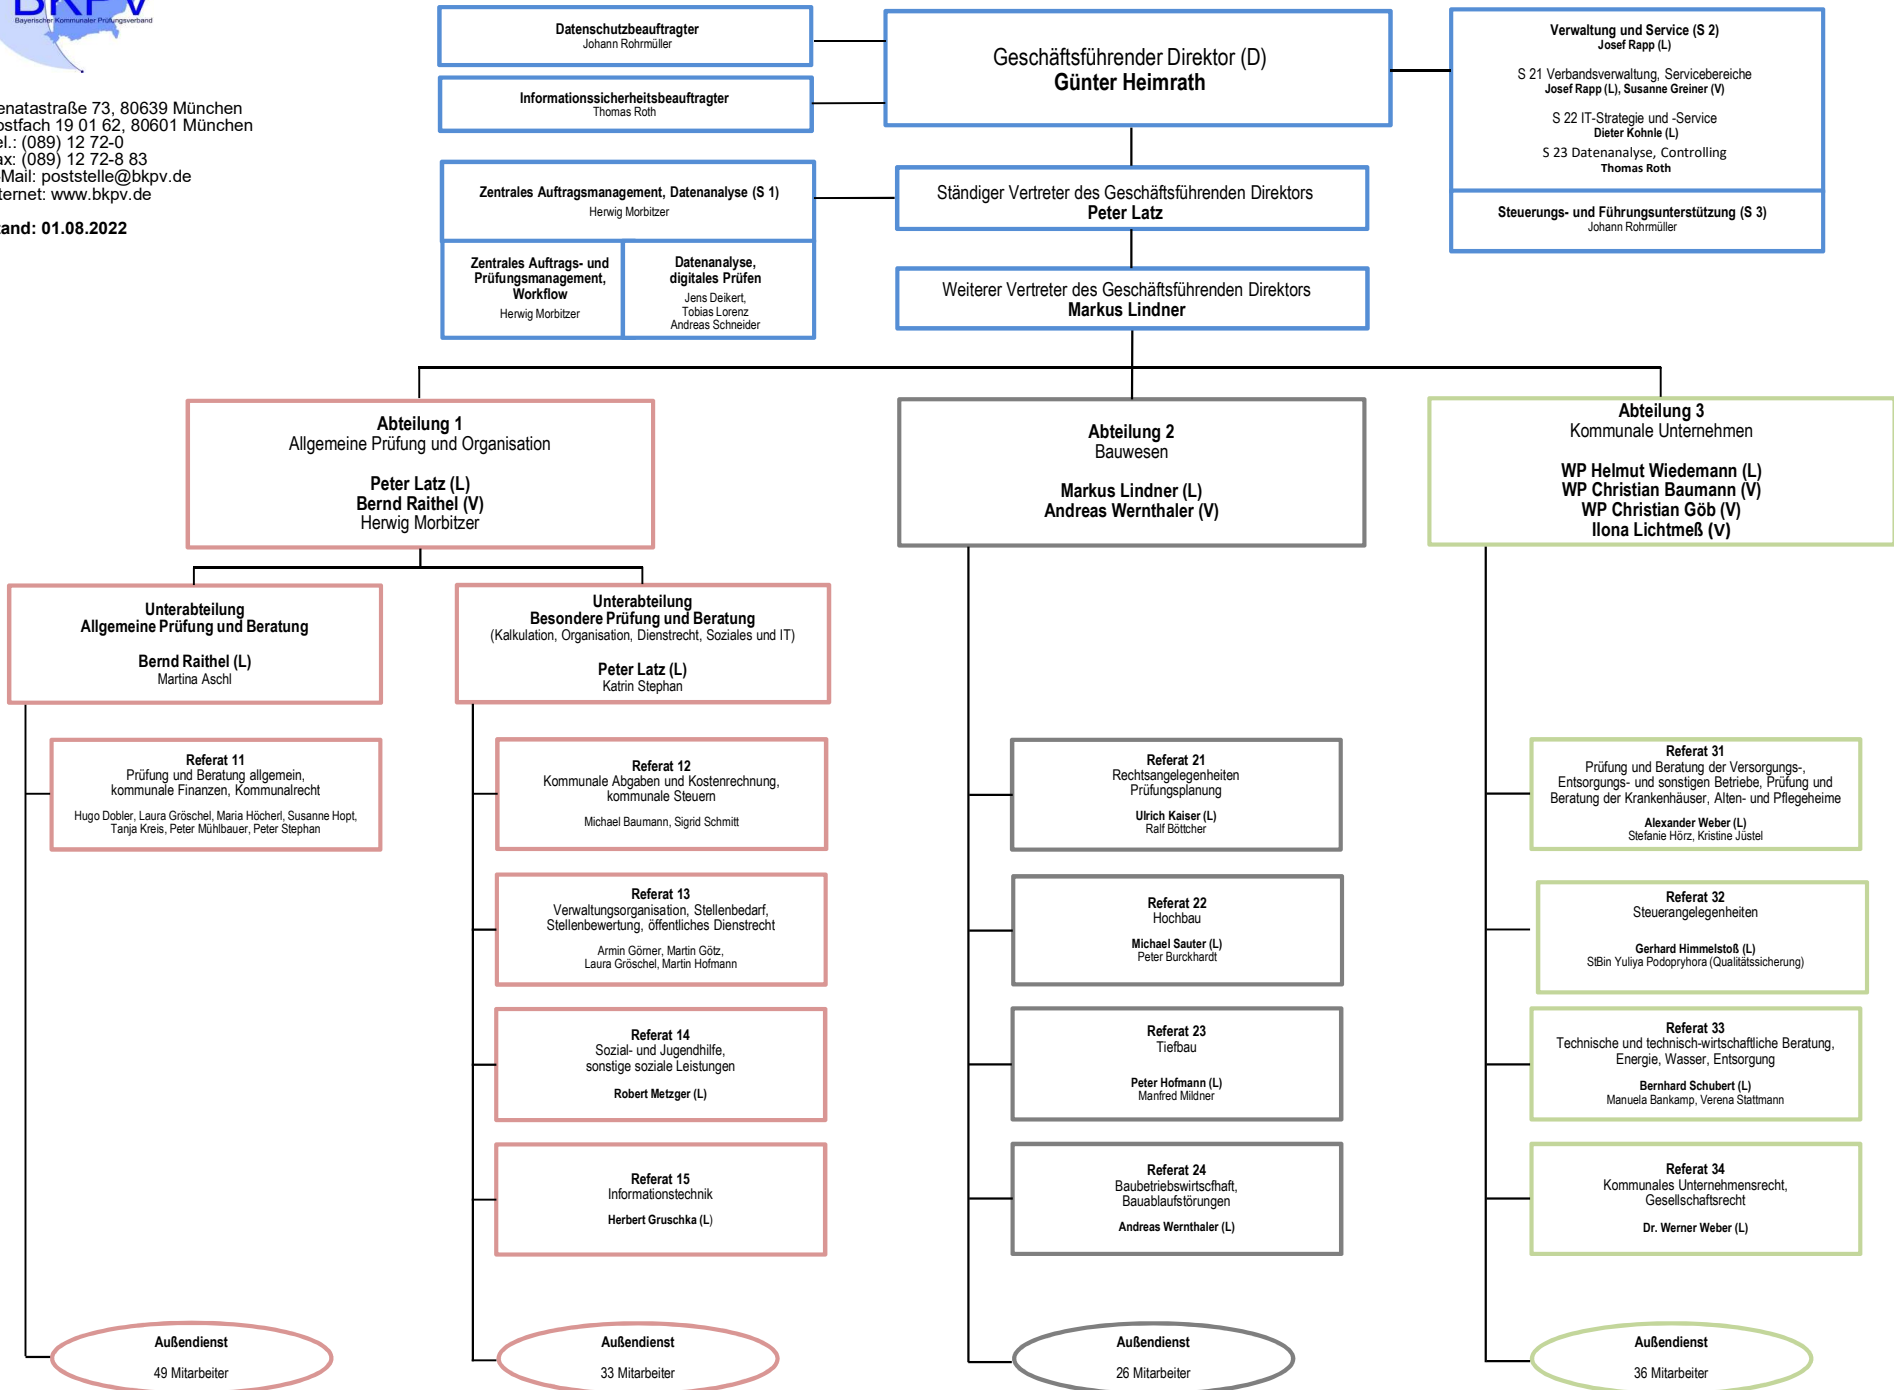 BKPV
Bayerischer Kommunaler Prüfungsverband
enatastraße 73, 80639 München
ostfach 19 01 62, 80601 München
el.: (089) 12 72-0
ax: (089) 12 72-8 83
-Mail: poststelle@bkpv.de
ternet: www.bkpv.de
tand: 01.08.2022
Datenschutzbeauftragter
Johann Rohrmüller
Informationssicherheitsbeauftragter
Thomas Roth
Geschäftsführender Direktor (D)
Günter Heimrath
Verwaltung und Service (S 2)
Josef Rapp (L)
S 21 Verbandsverwaltung, Servicebereiche
Josef Rapp (L), Susanne Greiner (V)
S 22 IT-Strategie und -Service
Dieter Kohnle (L)
S 23 Datenanalyse, Controlling
Thomas Roth
Steuerungs- und Führungsunterstützung (S 3)
Johann Rohrmüller
Zentrales Auftragsmanagement, Datenanalyse (S 1)
Herwig Morbitzer
Zentrales Auftrags- und
Prüfungsmanagement,
Workflow
Herwig Morbitzer
Datenanalyse,
digitales Prüfen
Jens Deikert,
Tobias Lorenz
Andreas Schneider
Ständiger Vertreter des Geschäftsführenden Direktors
Peter Latz
Weiterer Vertreter des Geschäftsführenden Direktors
Markus Lindner
Abteilung 1
Allgemeine Prüfung und Organisation
Peter Latz (L)
Bernd Raithel (V)
Herwig Morbitzer
Abteilung 2
Bauwesen
Markus Lindner (L)
Andreas Wernthaler (V)
Abteilung 3
Kommunale Unternehmen
WP Helmut Wiedemann (L)
WP Christian Baumann (V)
WP Christian Göb (V)
Ilona Lichtmeß (V)
Unterabteilung
Allgemeine Prüfung und Beratung
Bernd Raithel (L)
Martina Aschl
Unterabteilung
Besondere Prüfung und Beratung
(Kalkulation, Organisation, Dienstrecht, Soziales und IT)
Peter Latz (L)
Katrin Stephan
Referat 11
Prüfung und Beratung allgemein,
kommunale Finanzen, Kommunalrecht
Hugo Dobler, Laura Gröschel, Maria Höcherl, Susanne Hopt,
Tanja Kreis, Peter Mühlbauer, Peter Stephan
Referat 12
Kommunale Abgaben und Kostenrechnung,
kommunale Steuern
Michael Baumann, Sigrid Schmitt
Referat 13
Verwaltungsorganisation, Stellenbedarf,
Stellenbewertung, öffentliches Dienstrecht
Armin Görner, Martin Götz,
Laura Gröschel, Martin Hofmann
Referat 14
Sozial- und Jugendhilfe,
sonstige soziale Leistungen
Robert Metzger (L)
Referat 15
Informationstechnik
Herbert Gruschka (L)
Referat 21
Rechtsangelegenheiten
Prüfungsplanung
Ulrich Kaiser (L)
Ralf Böttcher
Referat 22
Hochbau
Michael Sauter (L)
Peter Burckhardt
Referat 23
Tiefbau
Peter Hofmann (L)
Manfred Mildner
Referat 24
Baubetriebswirtscfhaft,
Bauablaufstörungen
Andreas Wernthaler (L)
Referat 31
Prüfung und Beratung der Versorgungs-,
Entsorgungs- und sonstigen Betriebe, Prüfung und
Beratung der Krankenhäuser, Alten- und Pflegeheime
Alexander Weber (L)
Stefanie Hörz, Kristine Jüstel
Referat 32
Steuerangelegenheiten
Gerhard Himmelstoß (L)
StBin Yuliya Podopryhora (Qualitätssicherung)
Referat 33
Technische und technisch-wirtschaftliche Beratung,
Energie, Wasser, Entsorgung
Bernhard Schubert (L)
Manuela Bankamp, Verena Stattmann
Referat 34
Kommunales Unternehmensrecht,
Gesellschaftsrecht
Dr. Werner Weber (L)
Außendienst
49 Mitarbeiter
Außendienst
33 Mitarbeiter
Außendienst
26 Mitarbeiter
Außendienst
36 Mitarbeiter